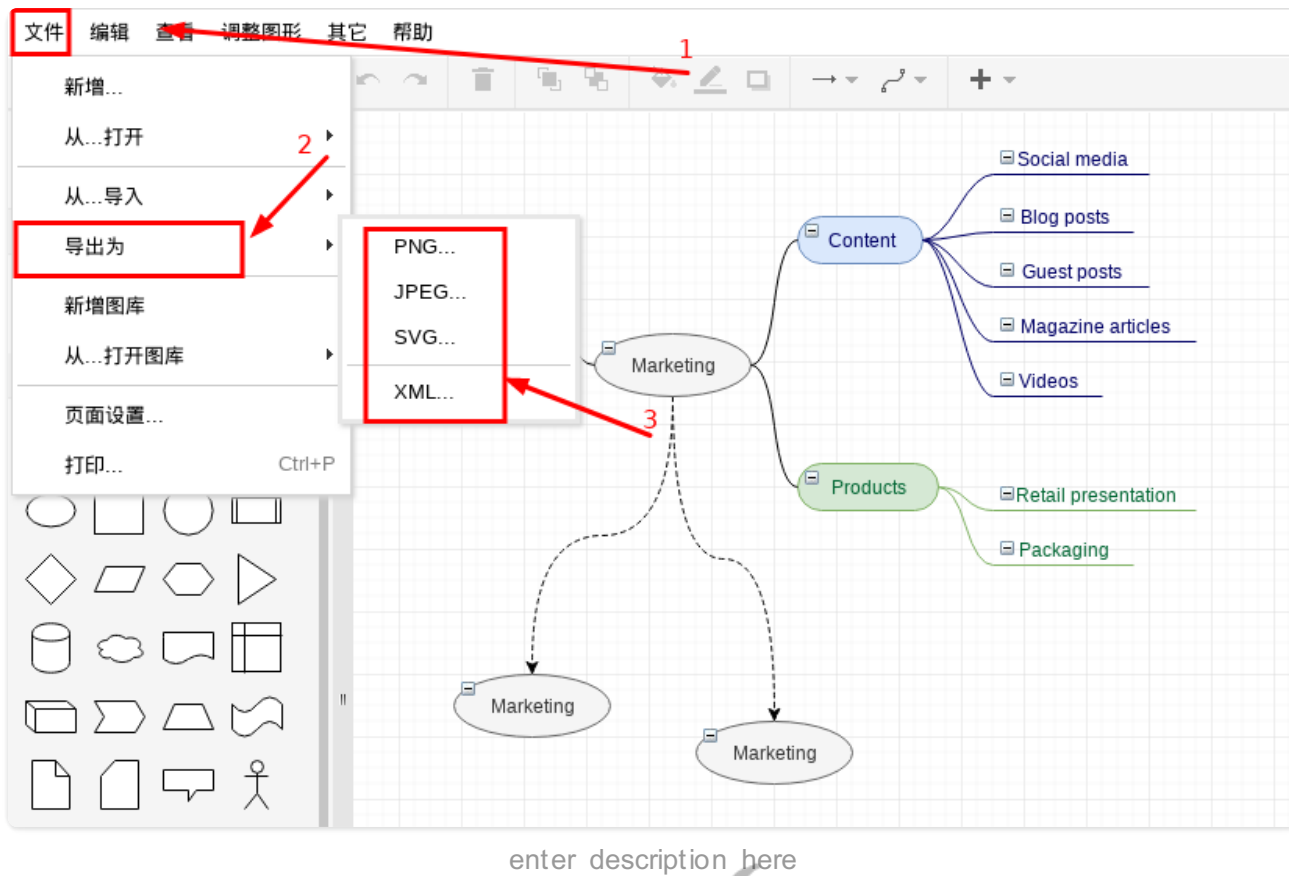 文件 编辑 查看 调整图形 其它 帮助
1
新增...
从...打开
2
从...导入
导出为
PNG...
JPEG...
SVG...
XML...
3
新增图库
从...打开图库
页面设置...
打印... Ctrl+P
Social media
Blog posts
Content
Guest posts
Magazine articles
Marketing
Videos
Products
Retail presentation
Packaging
Marketing
Marketing
enter description here